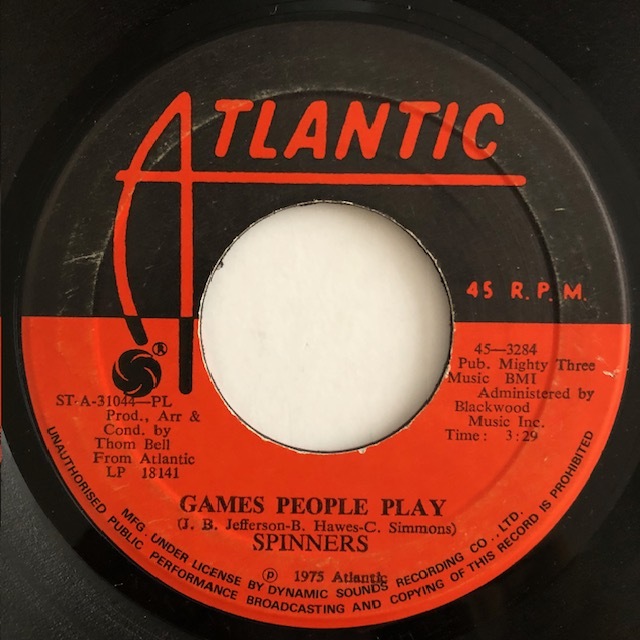 ATLANTIC
45 R.P.M.
®
ST-A-31044—PL
Prod., Arr &
Cond. by
Thom Bell
From Atlantic
LP 18141
45—3284
Pub. Mighty Three
Music BMI
Administered by
Blackwood
Music Inc.
Time: 3:29
GAMES PEOPLE PLAY
(J. B. Jefferson-B. Hawes-C. Simmons)
SPINNERS
℗ 1975 Atlantic
MFG. UNDER LICENSE BY DYNAMIC SOUNDS RECORDING CO., LTD.
UNAUTHORISED PUBLIC PERFORMANCE BROADCASTING AND COPYING OF THIS RECORD IS PROHIBITED